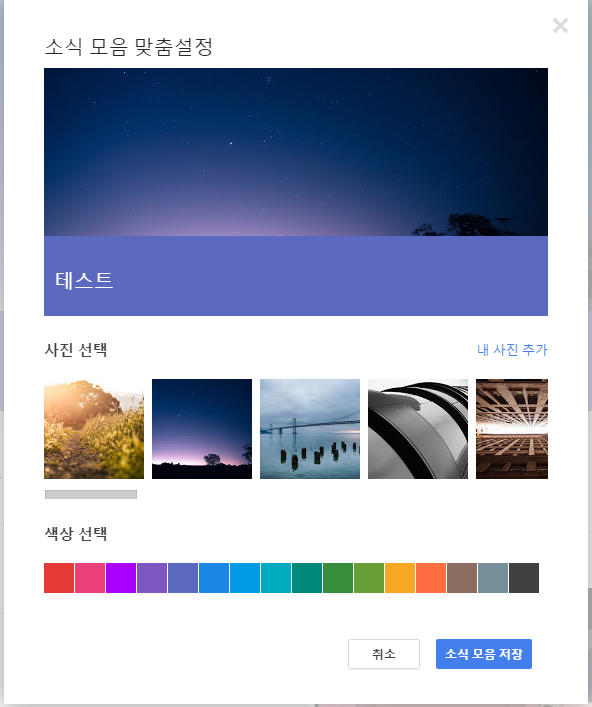 소식 모음 맞춤설정
테스트
사진 선택
내 사진 추가
색상 선택
취소
소식 모음 저장